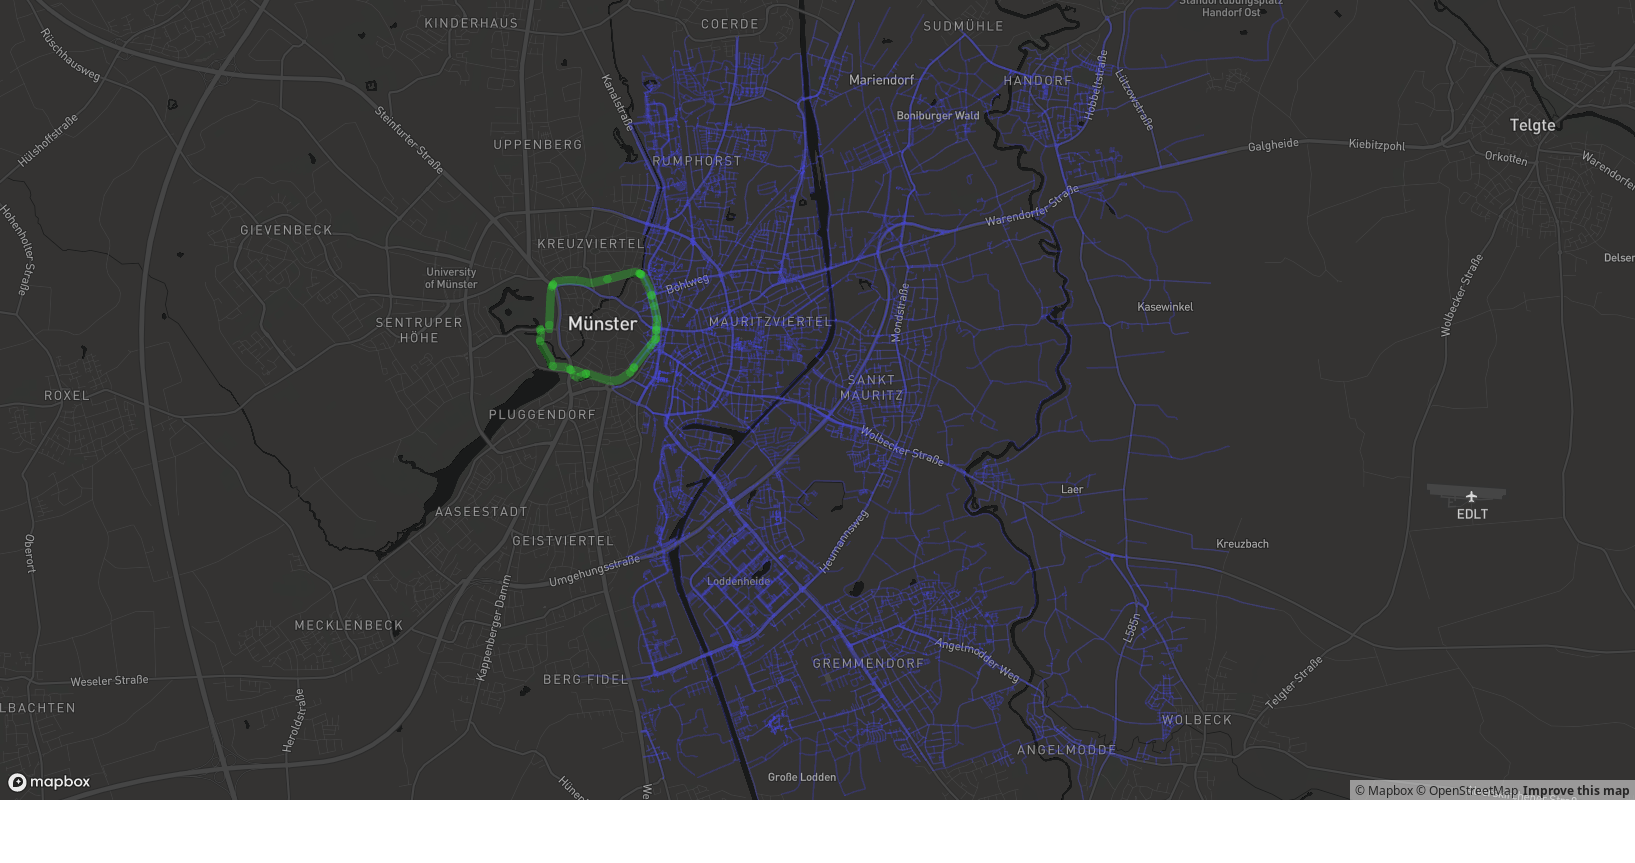 KINDERHAUS
COERDE
SUDMÜHLE
Handorf Ost
Rüschhausweg
Mariendorf
HANDORF
Hobbeltstraße
Lützowstraße
Kanalstraße
Steinfurter Straße
Boniburger Wald
Telgte
Hülshoffstraße
UPPENBERG
RUMPHORST
Galgheide
Kiebitzpohl
Orkotten
Warendorfer
Warendorfer Straße
Hohenholter Straße
GIEVENBECK
KREUZVIERTEL
University
of Münster
Bohlweg
Delsen
Wolbecker Straße
Kasewinkel
Mondstraße
SENTRUPER
HÖHE
Münster
MAURITZVIERTEL
SANKT
MAURITZ
ROXEL
PLUGGENDORF
Wolbecker Straße
Laer
EDLT
AASEESTADT
GEISTVIERTEL
Heumannsweg
Kreuzbach
Oberort
Umgehungsstraße
Loddenheide
Kappenberger Damm
MECKLENBECK
L585n
Angelmodder Weg
GREMMENDORF
Telgter Straße
Weseler Straße
BERG FIDEL
LBACHTEN
Heroldstraße
WOLBECK
ANGELMODDE
Große Lodden
mapbox
© Mapbox © OpenStreetMap Improve this map